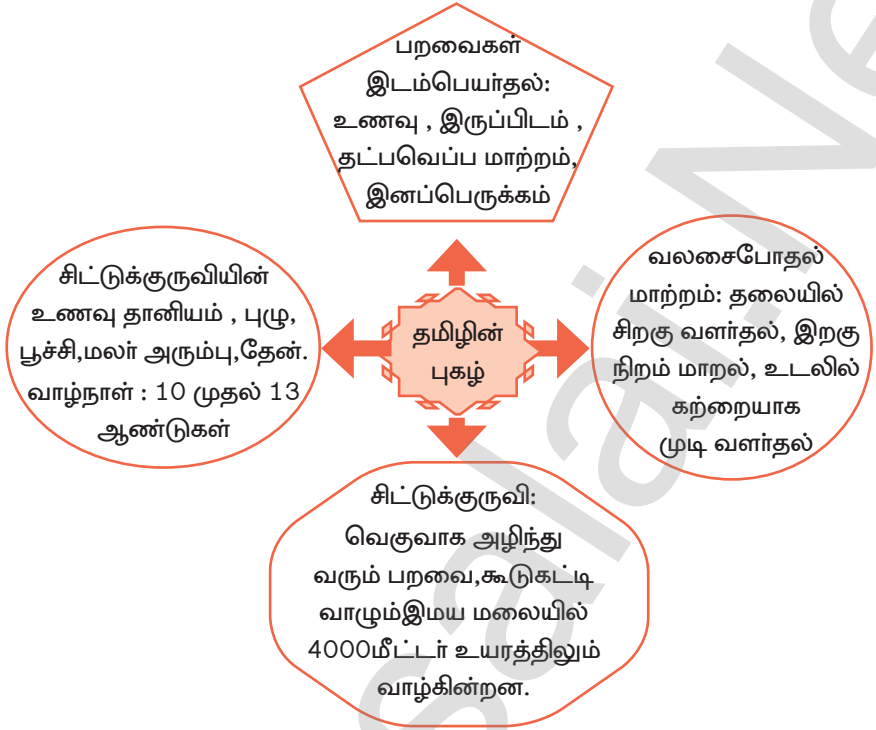 பறவைகள்
இடம்பெயர்தல்:
உணவு , இருப்பிடம் ,
தட்பவெப்ப மாற்றம்,
இனப்பெருக்கம்
சிட்டுக்குருவியின்
உணவு தானியம் , புழு,
பூச்சி,மலர் அரும்பு,தேன்.
வாழ்நாள் : 10 முதல் 13
ஆண்டுகள்
தமிழின்
புகழ்
வலசைபோதல்
மாற்றம்: தலையில்
சிறகு வளர்தல், இறகு
நிறம் மாறல், உடலில்
கற்றையாக
முடி வளர்தல்
சிட்டுக்குருவி:
வெகுவாக அழிந்து
வரும் பறவை,கூடுகட்டி
வாழும்இமய மலையில்
4000மீட்டர் உயரத்திலும்
வாழ்கின்றன.